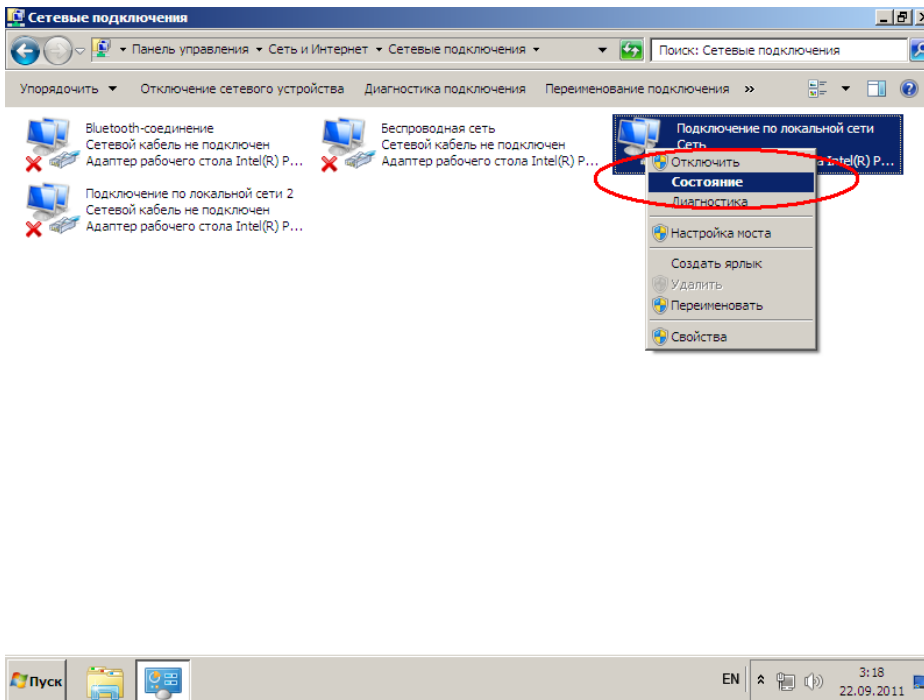 Сетевые подключения
Панель управления Сеть и Интернет Сетевые подключения
Поиск: Сетевые подключения
Упорядочить Отключение сетевого устройства Диагностика подключения Переименование подключения »
Bluetooth-соединение
Сетевой кабель не подключен
Адаптер рабочего стола Intel(R) P...
Беспроводная сеть
Сетевой кабель не подключен
Адаптер рабочего стола Intel(R) P...
Подключение по локальной сети
Сеть
а Intel(R) P...
Подключение по локальной сети 2
Сетевой кабель не подключен
Адаптер рабочего стола Intel(R) P...
Отключить
Состояние
Диагностика
Настройка моста
Создать ярлык
Удалить
Переименовать
Свойства
Пуск
EN
3:18
22.09.2011